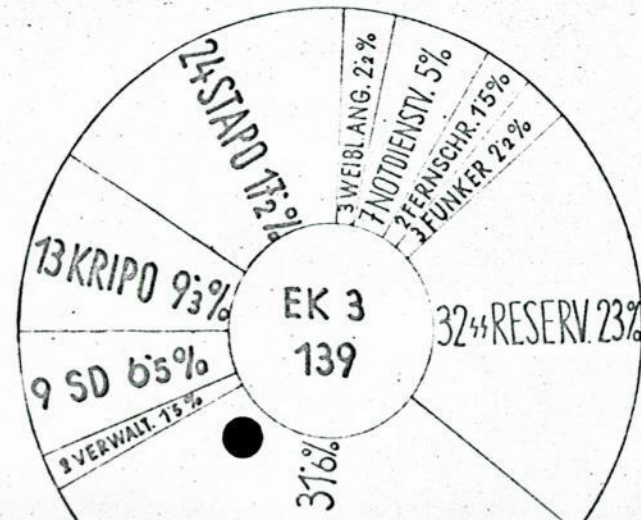 24 STAPO 17·½%
3 WEIBL. ANG. 2·2%
7 NOTDIENSTV. 5%
2 FERNSCHR. 1·5%
3 FUNKER 2·2%
13 KRIPO 9·3%
EK 3
139
32 ᛋᛋ RESERV. 23%
9 SD 6·5%
2 VERWALT. 1·5%
31·6%